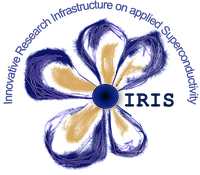 Innovative Research Infrastructure on applied Superconductivity
IRIS